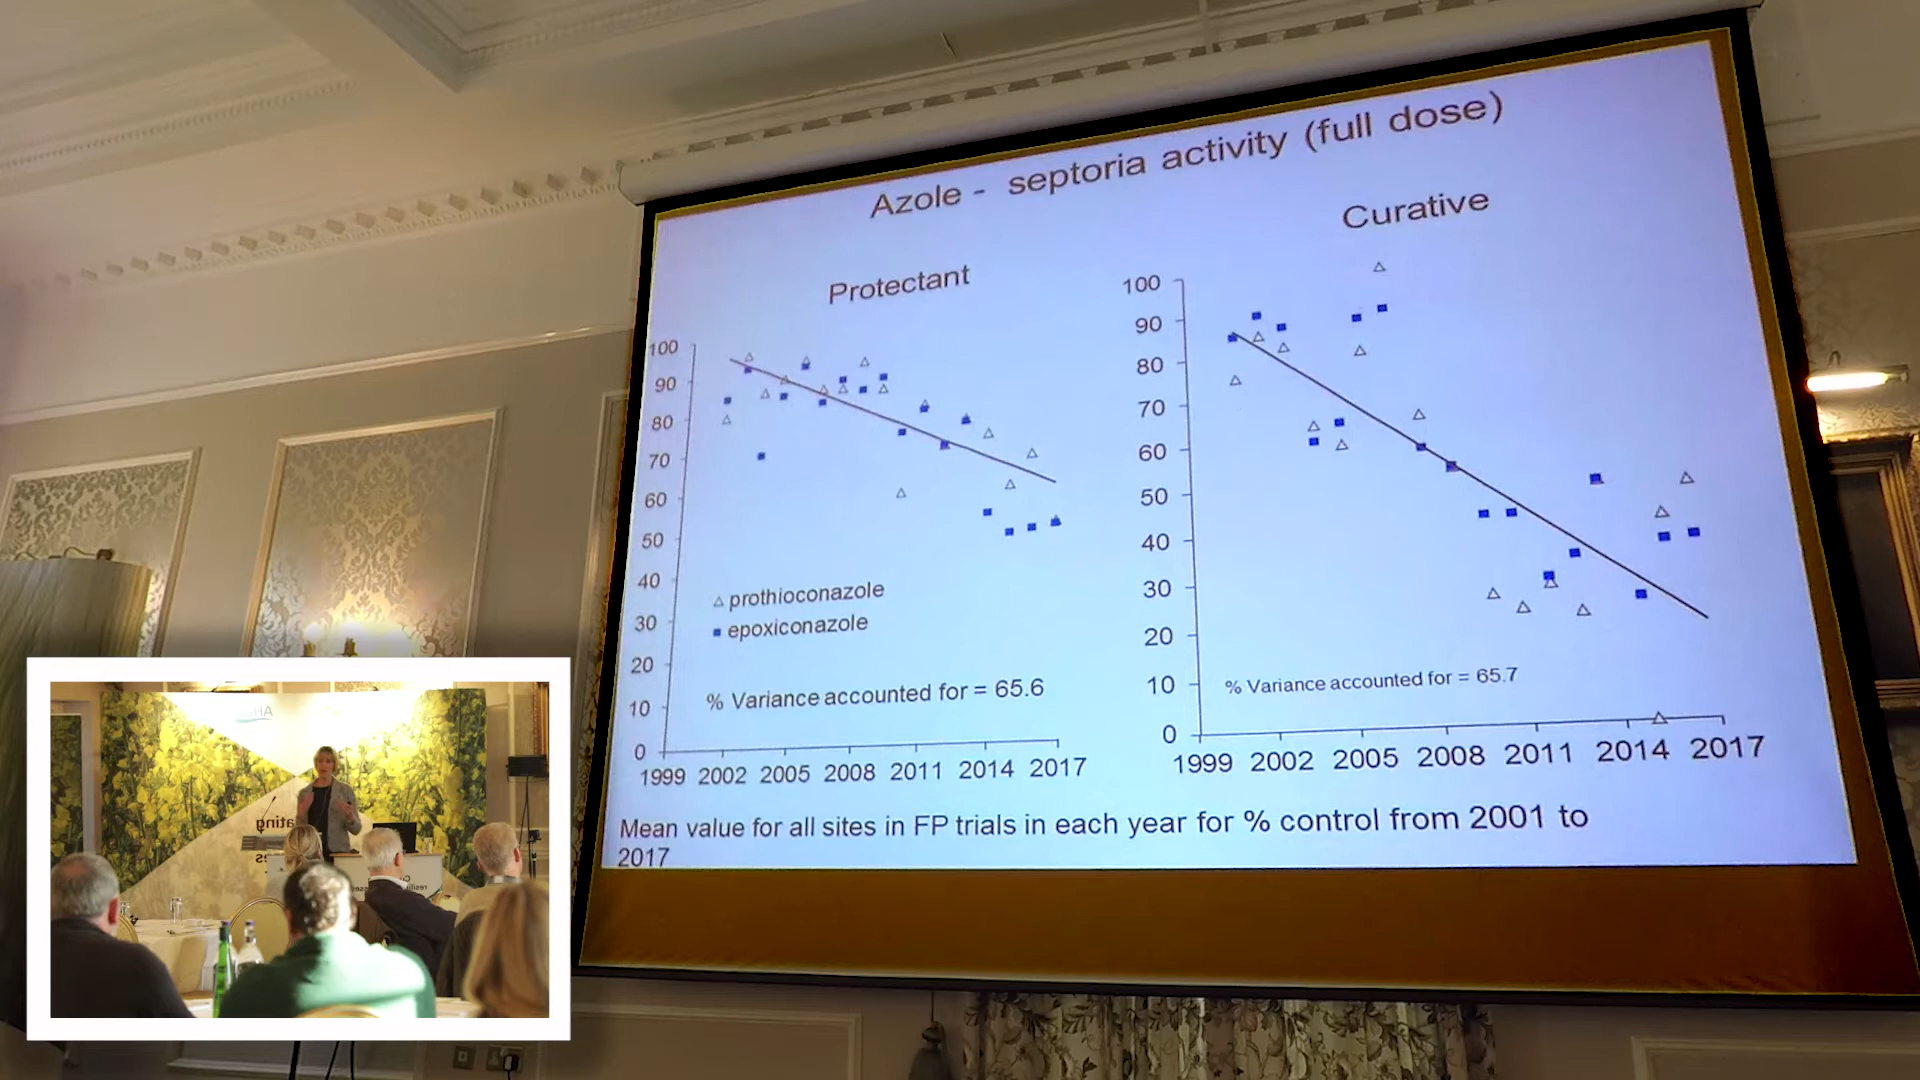 Azole - septoria activity (full dose)
Protectant
100
90
80
70
60
50
40
30
20
10
0
1999 2002 2005 2008 2011 2014 2017
△ prothioconazole
■ epoxiconazole
% Variance accounted for = 65.6
Curative
100
90
80
70
60
50
40
30
20
10
0
1999 2002 2005 2008 2011 2014 2017
% Variance accounted for = 65.7
Mean value for all sites in FP trials in each year for % control from 2001 to
2017